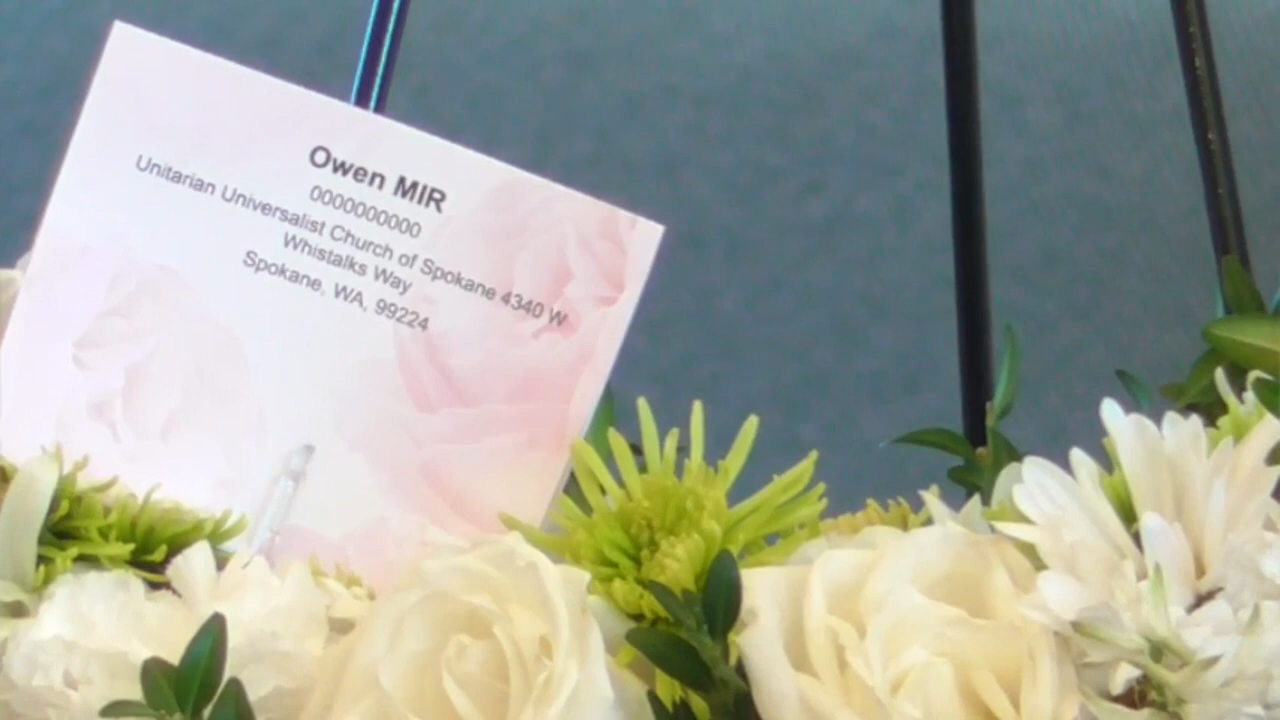 Owen MIR
0000000000
Unitarian Universalist Church of Spokane 4340 W
Whistalks Way
Spokane, WA, 99224